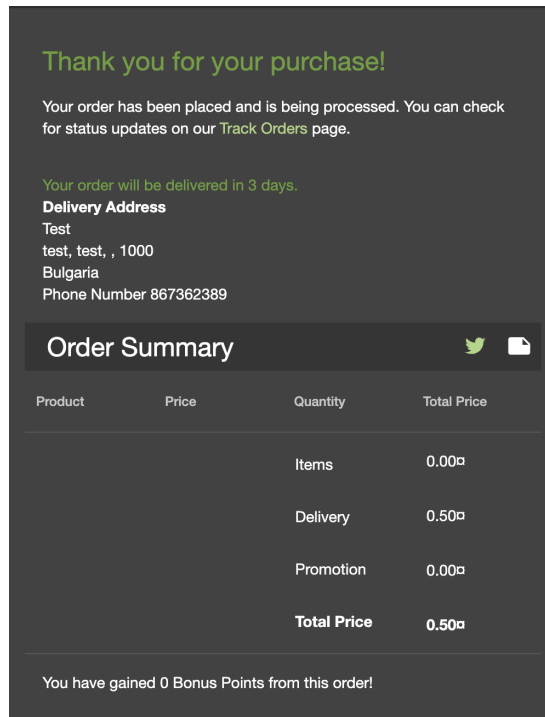 Thank you for your purchase!
Your order has been placed and is being processed. You can check
for status updates on our Track Orders page.
Your order will be delivered in 3 days.
Delivery Address
Test
test, test, , 1000
Bulgaria
Phone Number 867362389
Order Summary
Product Price Quantity Total Price
Items 0.00¤
Delivery 0.50¤
Promotion 0.00¤
Total Price 0.50¤
You have gained 0 Bonus Points from this order!